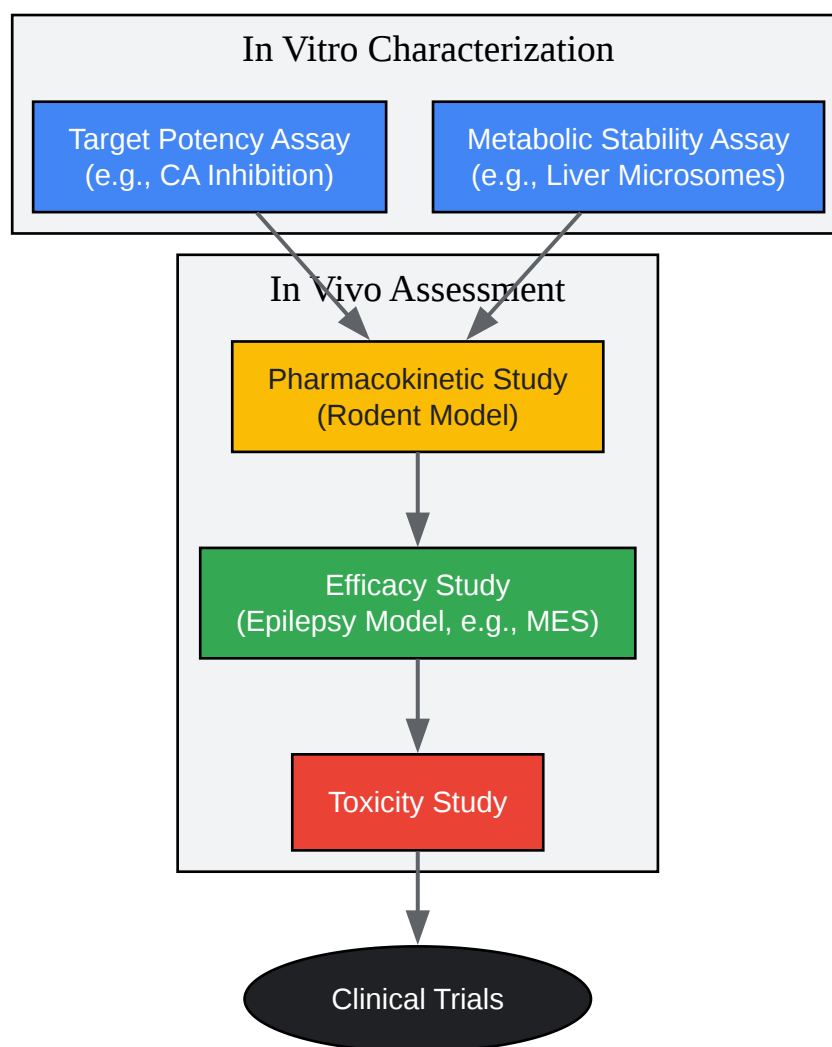 In Vitro Characterization
Target Potency Assay
(e.g., CA Inhibition)
Metabolic Stability Assay
(e.g., Liver Microsomes)
In Vivo Assessment
Pharmacokinetic Study
(Rodent Model)
Efficacy Study
(Epilepsy Model, e.g., MES)
Toxicity Study
Clinical Trials